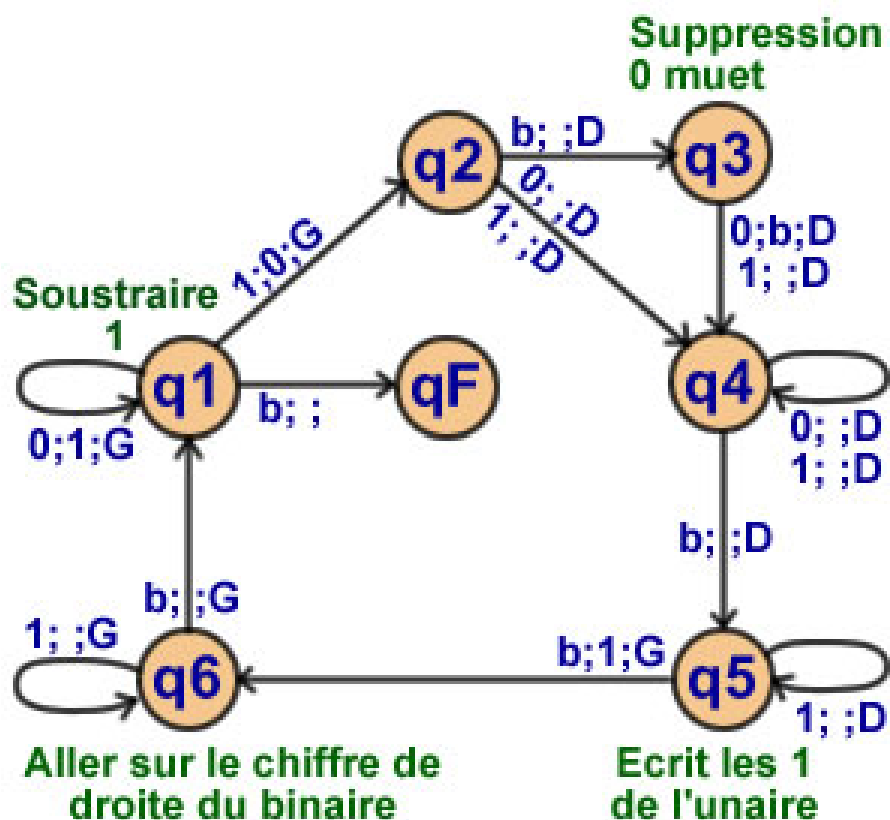 Suppression
0 muet
b; ;D
q2
q3
0; ;D
1; ;D
1;0;G
0;b;D
1; ;D
Soustraire
1
q1
qF
q4
b; ;
0;1;G
0; ;D
1; ;D
b; ;D
b; ;G
1; ;G
b;1;G
q6
q5
1; ;D
Aller sur le chiffre de
droite du binaire
Ecrit les 1
de l'unaire